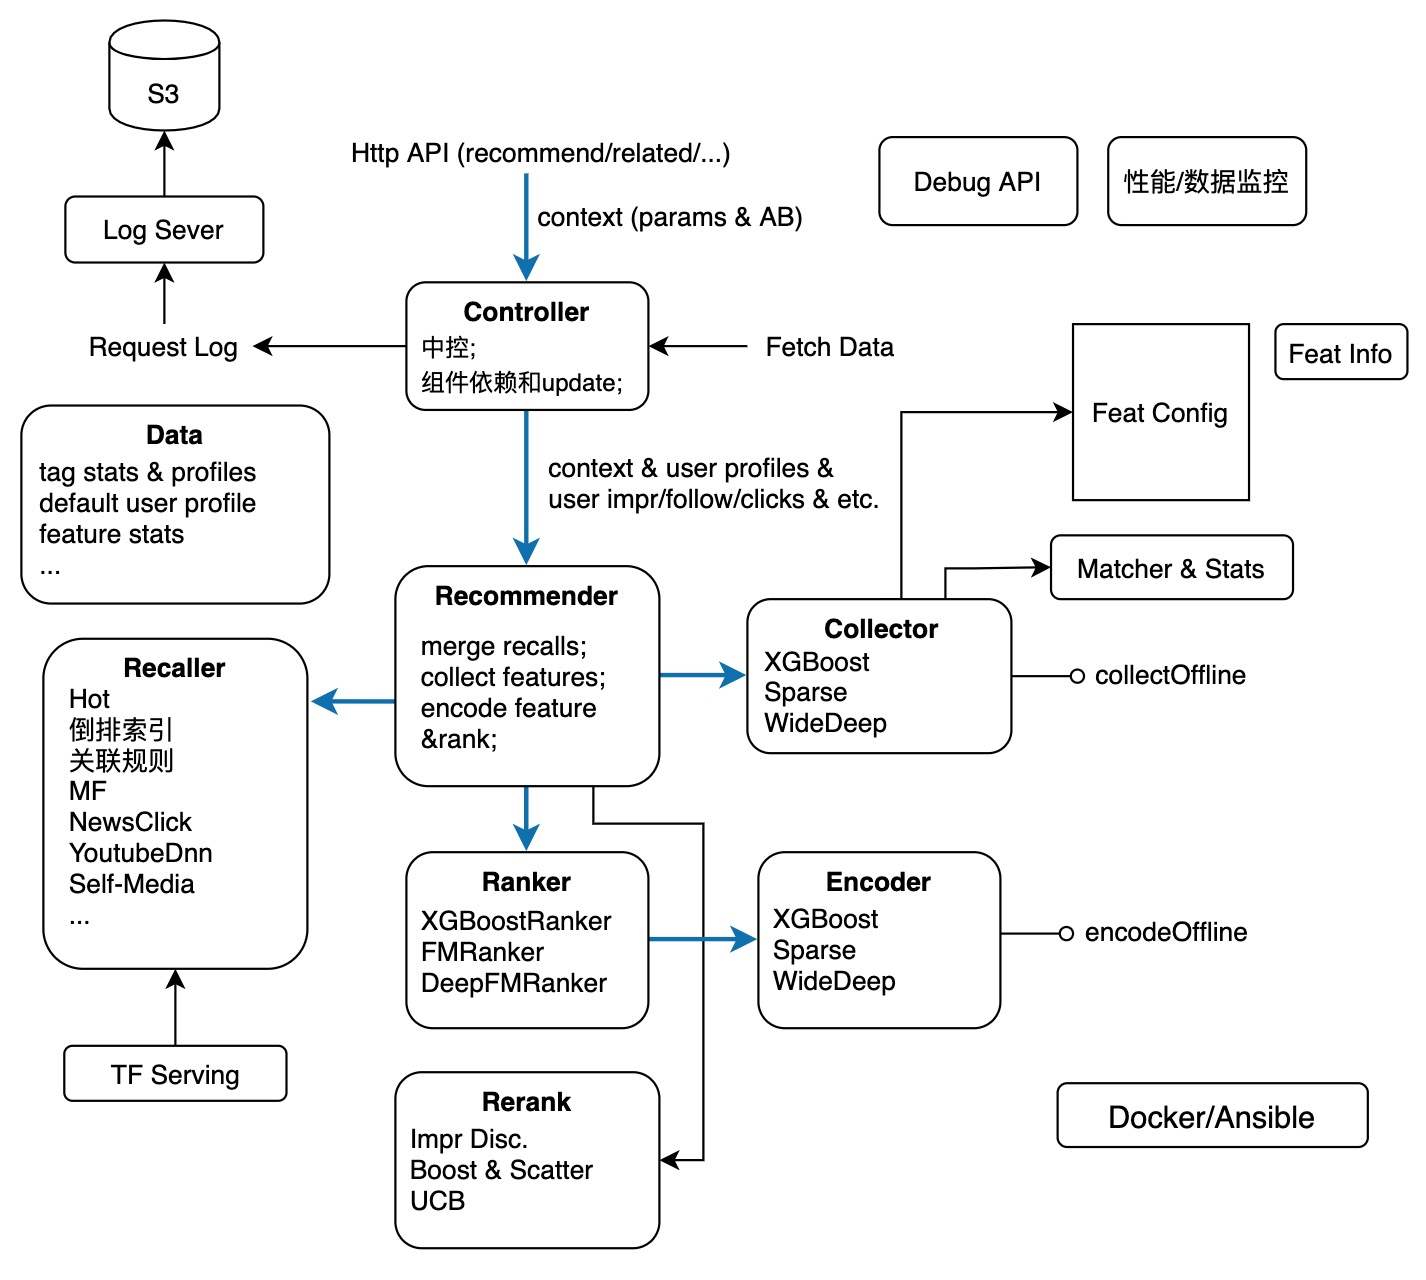 S3
Http API (recommend/related/...)
Debug API
性能/数据监控
context (params & AB)
Log Sever
Controller
中控;
组件依赖和update;
Request Log
Fetch Data
Feat Config
Feat Info
Data
tag stats & profiles
default user profile
feature stats
...
context & user profiles &
user impr/follow/clicks & etc.
Matcher & Stats
Recommender
merge recalls;
collect features;
encode feature
&rank;
Collector
XGBoost
Sparse
WideDeep
collectOffline
Recaller
Hot
倒排索引
关联规则
MF
NewsClick
YoutubeDnn
Self-Media
...
Ranker
XGBoostRanker
FMRanker
DeepFMRanker
Encoder
XGBoost
Sparse
WideDeep
encodeOffline
TF Serving
Rerank
Impr Disc.
Boost & Scatter
UCB
Docker/Ansible